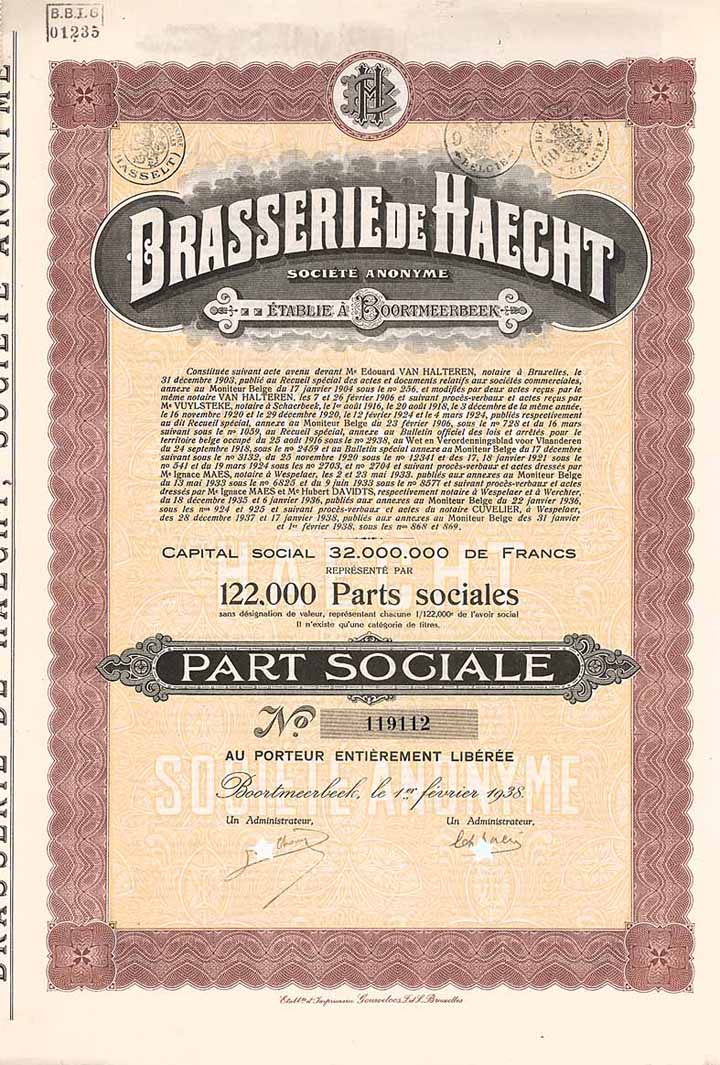 B.B.I.G
01235
BRASSERIE DE HAECHT, SOCIÉTÉ ANONYME
HASSELT
BELGIE
BRASSERIE DE HAECHT
SOCIÉTÉ ANONYME
ÉTABLIE À BOORTMEERBEEK
Constituée suivant acte avenu devant Me Edouard VAN HALTEREN, notaire à Bruxelles, le
31 décembre 1903, publié au Recueil spécial des actes et documents relatifs aux sociétés commerciales,
annexe au Moniteur Belge du 17 janvier 1904 sous le no 256, et modifiés par deux actes reçus par le
même notaire VAN HALTEREN, les 7 et 26 février 1906 et suivant procès-verbaux et actes reçus par
Me VUYLSTEKE, notaire à Schaerbeek, le 1er août 1916, le 20 août 1918, le 3 décembre de la même année,
le 16 novembre 1920 et le 29 décembre 1920, le 12 février 1924 et le 4 mars 1924, publiés respectivement
au dit Recueil spécial, annexe au Moniteur Belge du 23 février 1906, sous le no 728 et du 16 mars
suivant sous le no 1059, au Recueil spécial, annexe au Bulletin officiel des lois et arrêtés pour le
territoire belge occupé du 25 août 1916 sous le no 2938, au Wet en Verordenningsblad voor Vlaanderen
du 24 septembre 1918, sous le no 2459 et au Bulletin spécial annexe au Moniteur Belge du 17 décembre
suivant sous le no 3132, du 25 novembre 1920 sous le no 12341 et des 17, 18 janvier 1921 sous le
no 541 et du 19 mars 1924 sous les no 2703, et no 2704 et suivant procès-verbaux et actes dressés par
Me Ignace MAES, notaire à Wespelaer, les 2 et 23 mai 1933, publiés aux annexes au Moniteur Belge du
13 mai 1933 sous le no 6825 et du 9 juin 1933 sous le no 8577 et suivant procès-verbaux et actes
dressés par Me Ignace MAES et Me Hubert DAVIDTS, respectivement notaire à Wespelaer et à Werchter,
du 18 décembre 1935 et 6 janvier 1936, publiés aux annexes au Moniteur Belge du 22 janvier 1936,
sous les nos 924 et 925 et suivant procès-verbaux et actes du notaire CUVELIER, à Wespelaer,
des 28 décembre 1937 et 17 janvier 1938, publiés aux annexes au Moniteur Belge des 31 janvier
et 1er février 1938, sous les nos 868 et 869.
CAPITAL SOCIAL 32.000.000 DE FRANCS
REPRÉSENTÉ PAR
122.000 Parts sociales
sans désignation de valeur, représentant chacune 1/122,000e de l'avoir social
Il n'existe qu'une catégorie de titres.
HAECHT
PART SOCIALE
No 119112
AU PORTEUR ENTIÈREMENT LIBÉRÉE
SOCIÉTÉ ANONYME
Boortmeerbeek, le 1er février 1938.
Un Administrateur, Un Administrateur,
Etablts d'Imprimerie Gouweloos, S.d.S. Bruxelles